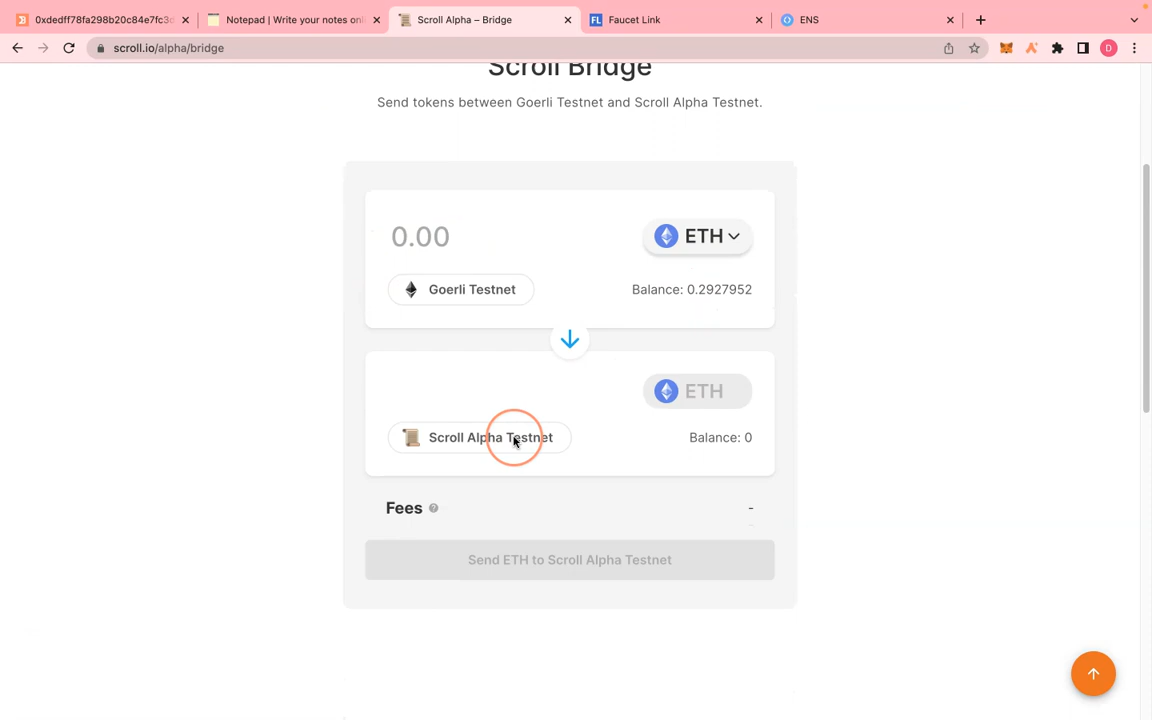 0xdedff78fa298b20c84e7fc3
Notepad | Write your notes onl
Scroll Alpha – Bridge
Faucet Link
ENS
scroll.io/alpha/bridge
D
Scroll Bridge
Send tokens between Goerli Testnet and Scroll Alpha Testnet.
0.00
ETH
Goerli Testnet
Balance: 0.2927952
ETH
Scroll Alpha Testnet
Balance: 0
Fees ?
-
Send ETH to Scroll Alpha Testnet